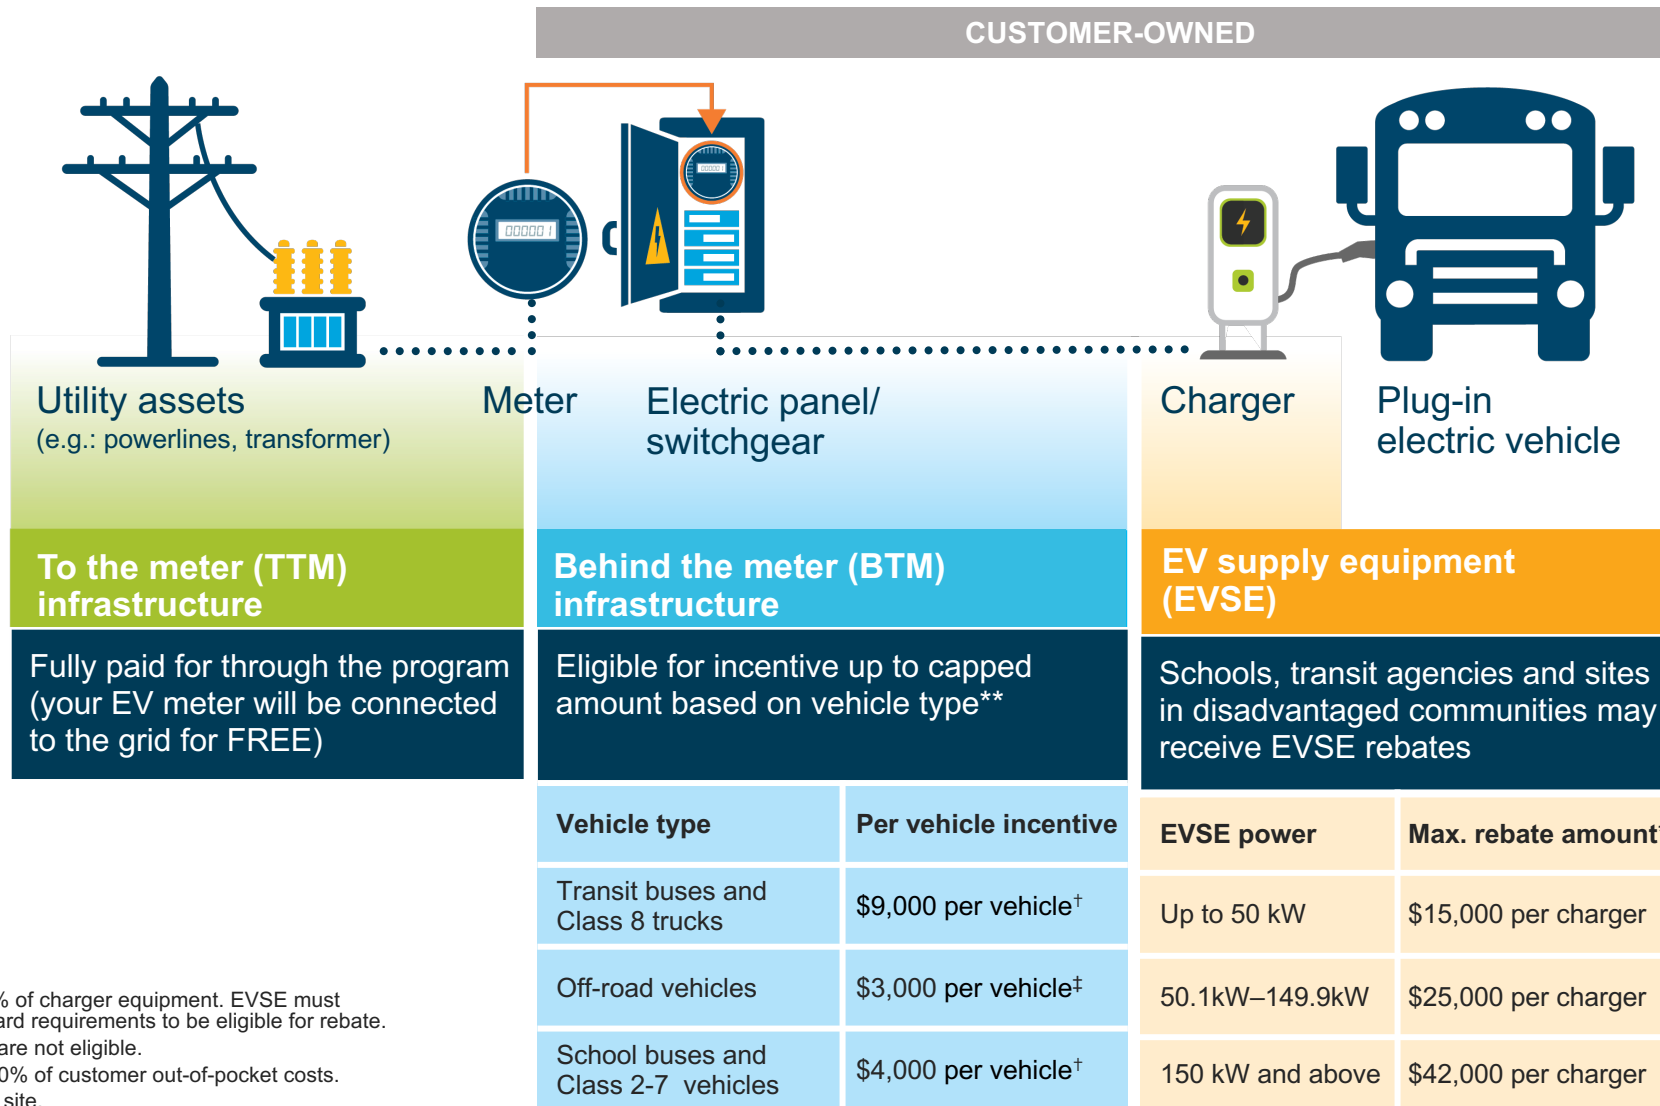 CUSTOMER-OWNED
000001
000001
Utility assets
(e.g.: powerlines, transformer)
Meter
Electric panel/
switchgear
Charger
Plug-in
electric vehicle
To the meter (TTM)
infrastructure
Fully paid for through the program
(your EV meter will be connected
to the grid for FREE)
Behind the meter (BTM)
infrastructure
Eligible for incentive up to capped
amount based on vehicle type**
Vehicle type
Per vehicle incentive
Transit buses and
Class 8 trucks
$9,000 per vehicle†
Off-road vehicles
$3,000 per vehicle‡
School buses and
Class 2-7 vehicles
$4,000 per vehicle†
EV supply equipment
(EVSE)
Schools, transit agencies and sites
in disadvantaged communities may
receive EVSE rebates
EVSE power
Max. rebate amount
Up to 50 kW
$15,000 per charger
50.1kW–149.9kW
$25,000 per charger
150 kW and above
$42,000 per charger
% of charger equipment. EVSE must
requirements to be eligible for rebate.
are not eligible.
of customer out-of-pocket costs.
site.